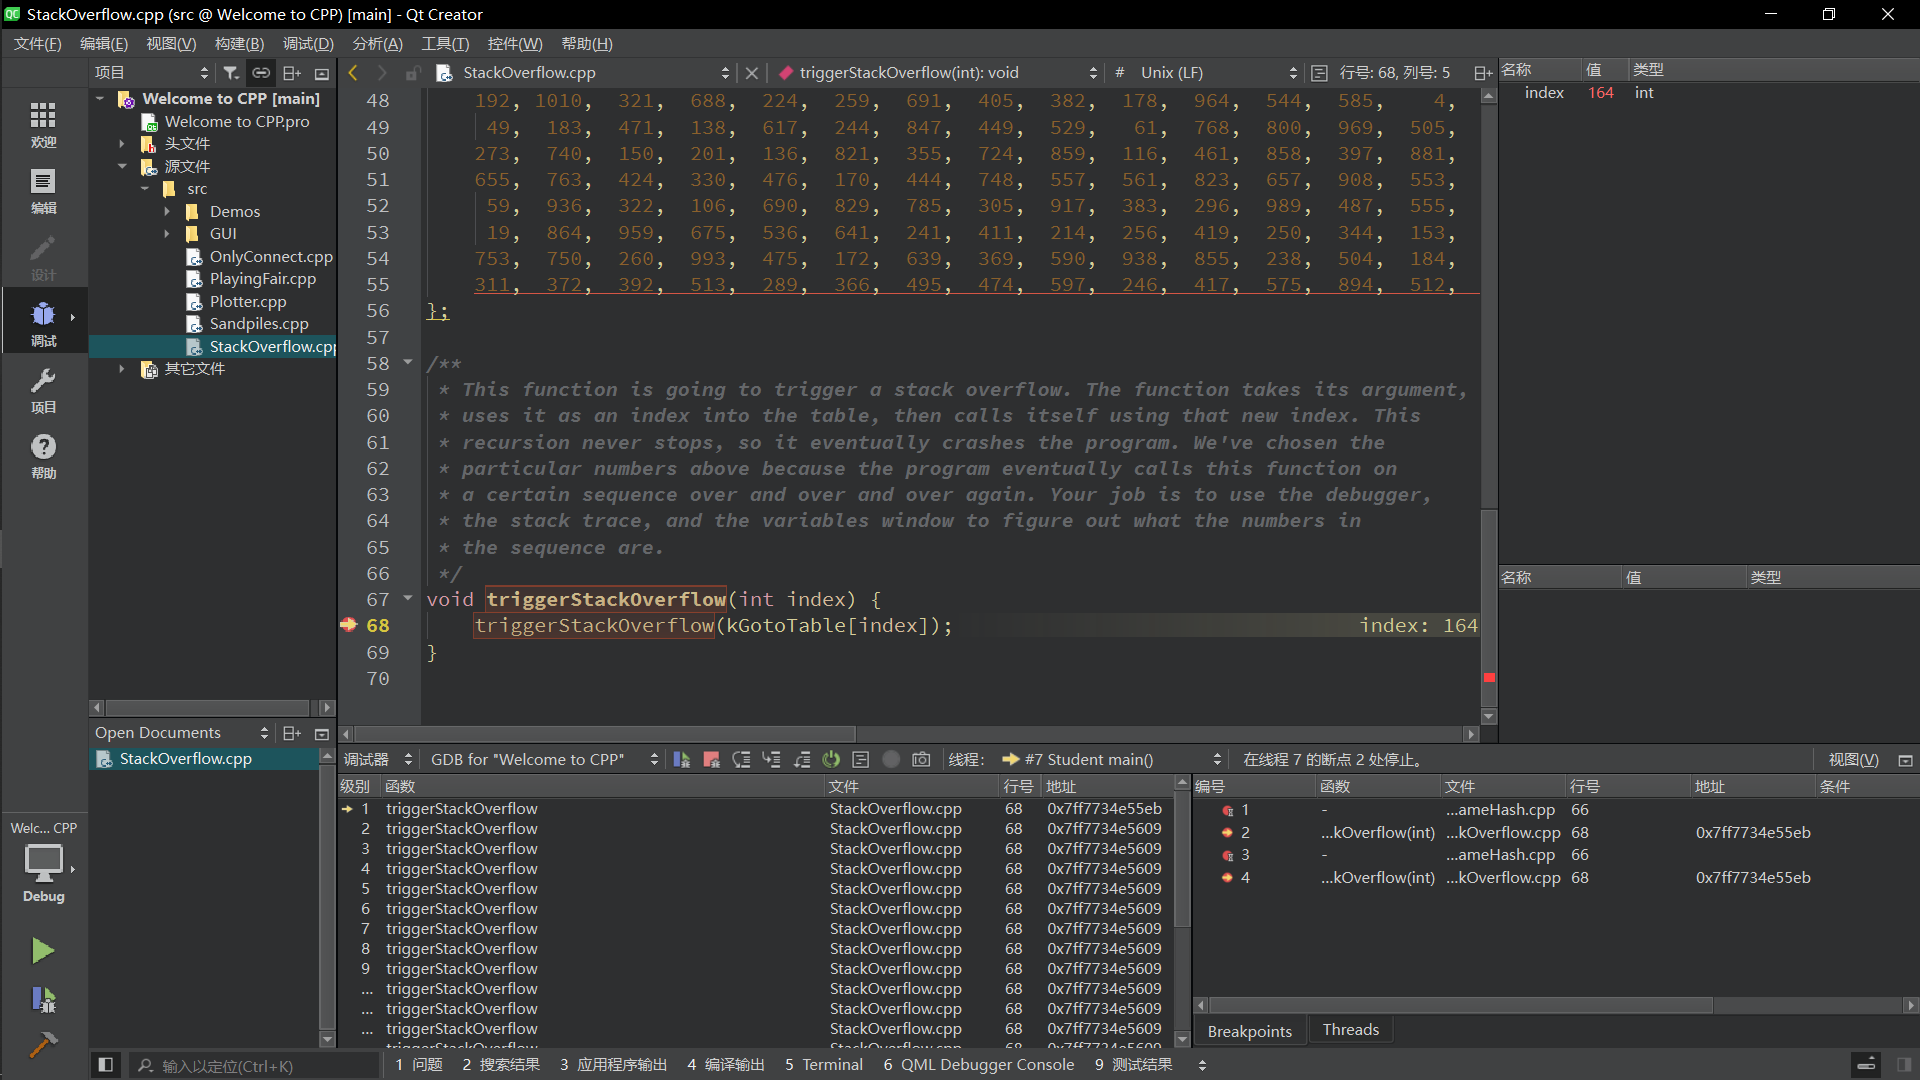 StackOverflow.cpp (src @ Welcome to CPP) [main] - Qt Creator
文件(F) 编辑(E) 视图(V) 构建(B) 调试(D) 分析(A) 工具(T) 控件(W) 帮助(H)
项目
StackOverflow.cpp
triggerStackOverflow(int): void
# Unix (LF)
行号: 68, 列号: 5
名称 值 类型
index 164 int
欢迎
编辑
设计
调试
项目
帮助
Welcome to CPP [main]
Welcome to CPP.pro
头文件
源文件
src
Demos
GUI
OnlyConnect.cpp
PlayingFair.cpp
Plotter.cpp
Sandpiles.cpp
StackOverflow.cpp
其它文件
48 192, 1010, 321, 688, 224, 259, 691, 405, 382, 178, 964, 544, 585, 4,
49 49, 183, 471, 138, 617, 244, 847, 449, 529, 61, 768, 800, 969, 505,
50 273, 740, 150, 201, 136, 821, 355, 724, 859, 116, 461, 858, 397, 881,
51 655, 763, 424, 330, 476, 170, 444, 748, 557, 561, 823, 657, 908, 553,
52 59, 936, 322, 106, 690, 829, 785, 305, 917, 383, 296, 989, 487, 555,
53 19, 864, 959, 675, 536, 641, 241, 411, 214, 256, 419, 250, 344, 153,
54 753, 750, 260, 993, 475, 172, 639, 369, 590, 938, 855, 238, 504, 184,
55 311, 372, 392, 513, 289, 366, 495, 474, 597, 246, 417, 575, 894, 512,
56 };
57
58 /**
59 * This function is going to trigger a stack overflow. The function takes its argument,
60 * uses it as an index into the table, then calls itself using that new index. This
61 * recursion never stops, so it eventually crashes the program. We've chosen the
62 * particular numbers above because the program eventually calls this function on
63 * a certain sequence over and over and over again. Your job is to use the debugger,
64 * the stack trace, and the variables window to figure out what the numbers in
65 * the sequence are.
66 */
67 void triggerStackOverflow(int index) {
68 triggerStackOverflow(kGotoTable[index]); index: 164
69 }
70
名称 值 类型
Open Documents
StackOverflow.cpp
Welc... CPP
Debug
调试器 GDB for "Welcome to CPP" 线程: #7 Student main() 在线程 7 的断点 2 处停止。 视图(V)
级别 函数 文件 行号 地址
1 triggerStackOverflow StackOverflow.cpp 68 0x7ff7734e55eb
2 triggerStackOverflow StackOverflow.cpp 68 0x7ff7734e5609
3 triggerStackOverflow StackOverflow.cpp 68 0x7ff7734e5609
4 triggerStackOverflow StackOverflow.cpp 68 0x7ff7734e5609
5 triggerStackOverflow StackOverflow.cpp 68 0x7ff7734e5609
6 triggerStackOverflow StackOverflow.cpp 68 0x7ff7734e5609
7 triggerStackOverflow StackOverflow.cpp 68 0x7ff7734e5609
8 triggerStackOverflow StackOverflow.cpp 68 0x7ff7734e5609
9 triggerStackOverflow StackOverflow.cpp 68 0x7ff7734e5609
... triggerStackOverflow StackOverflow.cpp 68 0x7ff7734e5609
... triggerStackOverflow StackOverflow.cpp 68 0x7ff7734e5609
... triggerStackOverflow StackOverflow.cpp 68 0x7ff7734e5609
编号 函数 文件 行号 地址 条件
1 - ...ameHash.cpp 66
2 ...kOverflow(int) ...kOverflow.cpp 68 0x7ff7734e55eb
3 - ...ameHash.cpp 66
4 ...kOverflow(int) ...kOverflow.cpp 68 0x7ff7734e55eb
Breakpoints Threads
输入以定位(Ctrl+K)
1 问题 2 搜索结果 3 应用程序输出 4 编译输出 5 Terminal 6 QML Debugger Console 9 测试结果